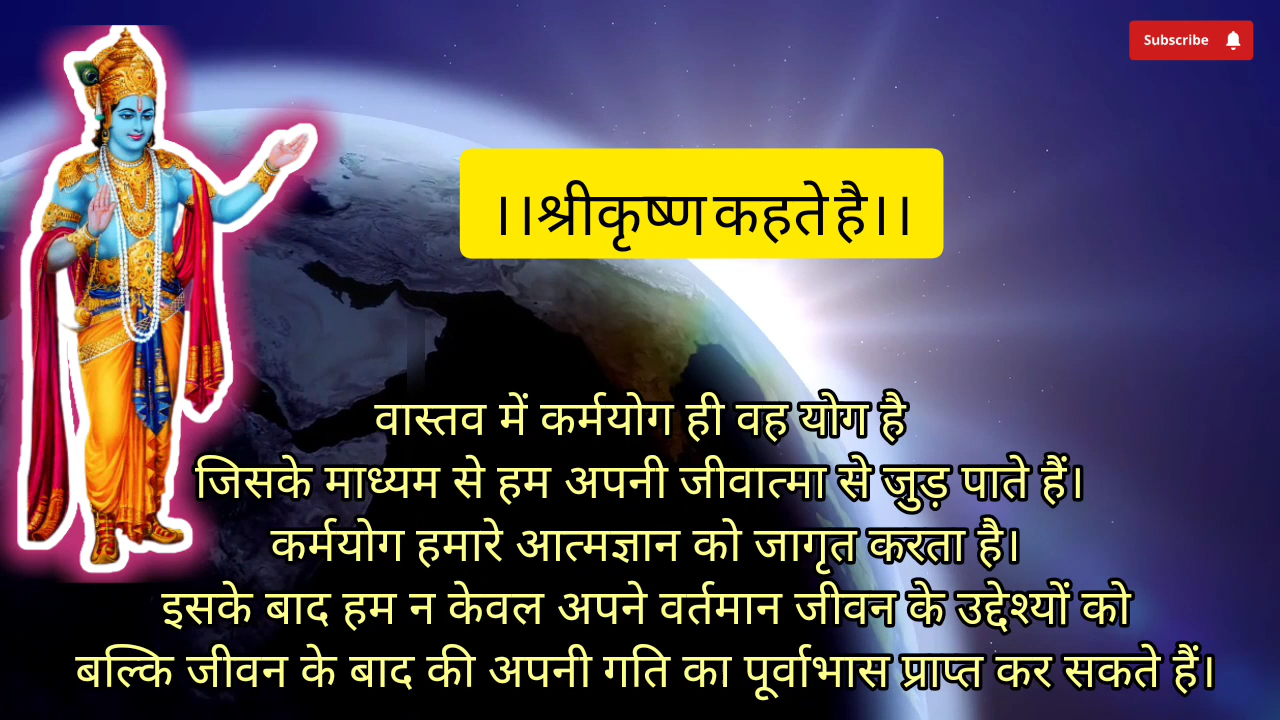 Subscribe
।।श्रीकृष्ण कहते है।।
वास्तव में कर्मयोग ही वह योग है
जिसके माध्यम से हम अपनी जीवात्मा से जुड़ पाते हैं।
कर्मयोग हमारे आत्मज्ञान को जागृत करता है।
इसके बाद हम न केवल अपने वर्तमान जीवन के उद्देश्यों को
बल्कि जीवन के बाद की अपनी गति का पूर्वाभास प्राप्त कर सकते हैं।